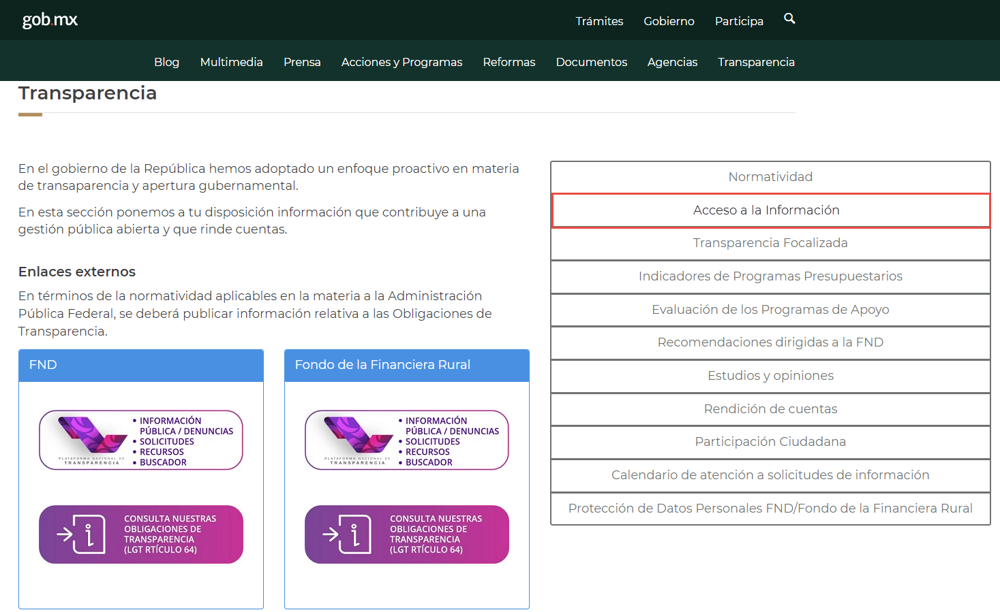 gob.mx
Trámites
Gobierno
Participa
Blog
Multimedia
Prensa
Acciones y Programas
Reformas
Documentos
Agencias
Transparencia
Transparencia
En el gobierno de la República hemos adoptado un enfoque proactivo en materia
de transaparencia y apertura gubernamental.
En esta sección ponemos a tu disposición información que contribuye a una
gestión pública abierta y que rinde cuentas.
Enlaces externos
En términos de la normatividad aplicables en la materia a la Administración
Pública Federal, se deberá publicar información relativa a las Obligaciones de
Transparencia.
FND
PLATAFORMA NACIONAL DE
TRANSPARENCIA
• INFORMACIÓN
PÚBLICA / DENUNCIAS
• SOLICITUDES
• RECURSOS
• BUSCADOR
CONSULTA NUESTRAS
OBLIGACIONES DE
TRANSPARENCIA
(LGT RTÍCULO 64)
Fondo de la Financiera Rural
PLATAFORMA NACIONAL DE
TRANSPARENCIA
• INFORMACIÓN
PÚBLICA / DENUNCIAS
• SOLICITUDES
• RECURSOS
• BUSCADOR
CONSULTA NUESTRAS
OBLIGACIONES DE
TRANSPARENCIA
(LGT RTÍCULO 64)
Normatividad
Acceso a la Información
Transparencia Focalizada
Indicadores de Programas Presupuestarios
Evaluación de los Programas de Apoyo
Recomendaciones dirigidas a la FND
Estudios y opiniones
Rendición de cuentas
Participación Ciudadana
Calendario de atención a solicitudes de información
Protección de Datos Personales FND/Fondo de la Financiera Rural